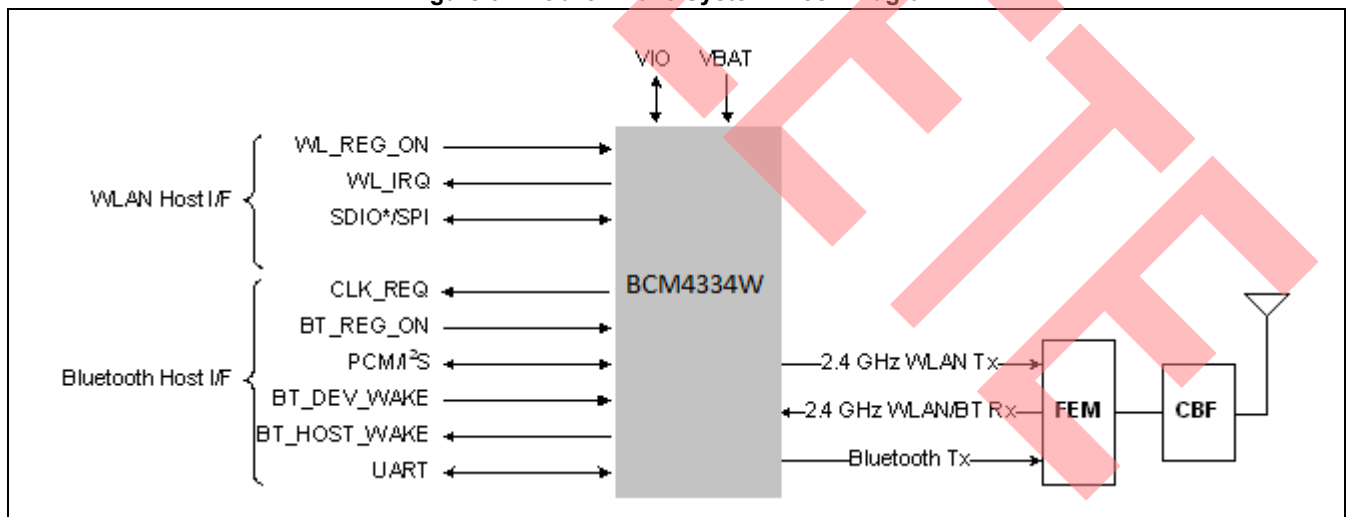 VIO VBAT
WL_REG_ON
WL_IRQ
WLAN Host I/F
SDIO*/SPI
BCM4334W
CLK_REQ
BT_REG_ON
PCM/I²S
2.4 GHz WLAN Tx
Bluetooth Host I/F
BT_DEV_WAKE
2.4 GHz WLAN/BT Rx
FEM
CBF
BT_HOST_WAKE
Bluetooth Tx
UART